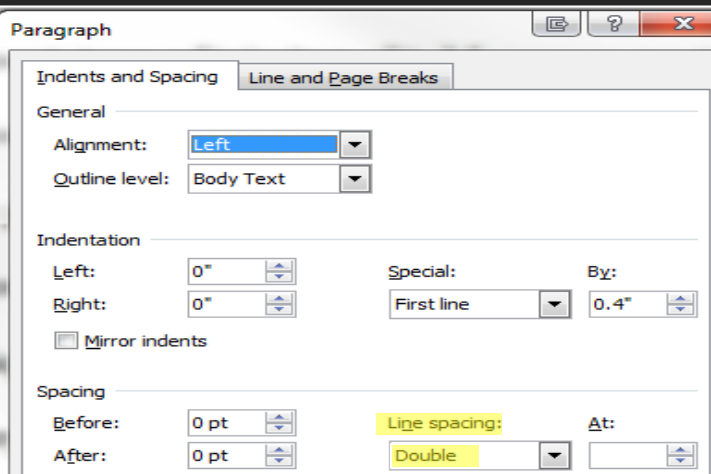 Paragraph
Indents and Spacing Line and Page Breaks
General
Alignment: Left
Outline level: Body Text
Indentation
Left: 0" Special: By:
Right: 0" First line 0.4"
Mirror indents
Spacing
Before: 0 pt Line spacing: At:
After: 0 pt Double